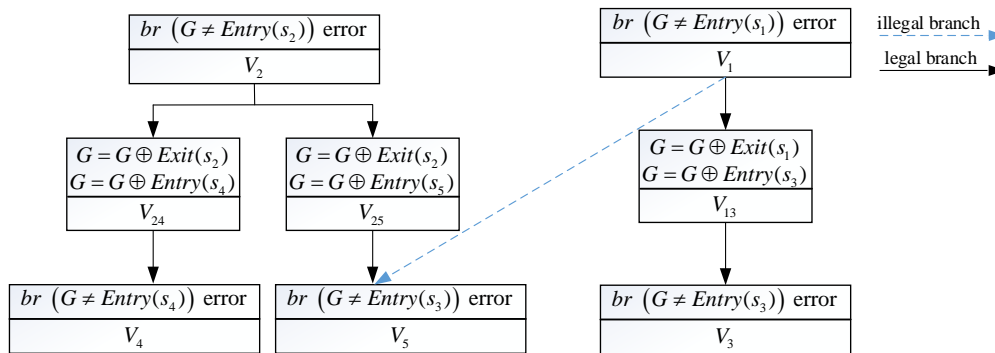 br (G ≠ Entry(s₂)) error
V₂
br (G ≠ Entry(s₁)) error
V₁
illegal branch
legal branch
G = G ⊕ Exit(s₂)
G = G ⊕ Entry(s₄)
V₂₄
G = G ⊕ Exit(s₂)
G = G ⊕ Entry(s₅)
V₂₅
G = G ⊕ Exit(s₁)
G = G ⊕ Entry(s₃)
V₁₃
br (G ≠ Entry(s₄)) error
V₄
br (G ≠ Entry(s₃)) error
V₅
br (G ≠ Entry(s₃)) error
V₃